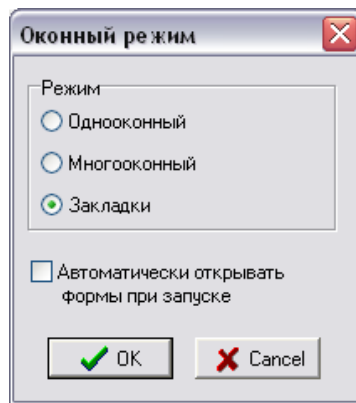 Оконный режим
Режим
Однооконный
Многооконный
Закладки
Автоматически открывать
формы при запуске
OK
Cancel